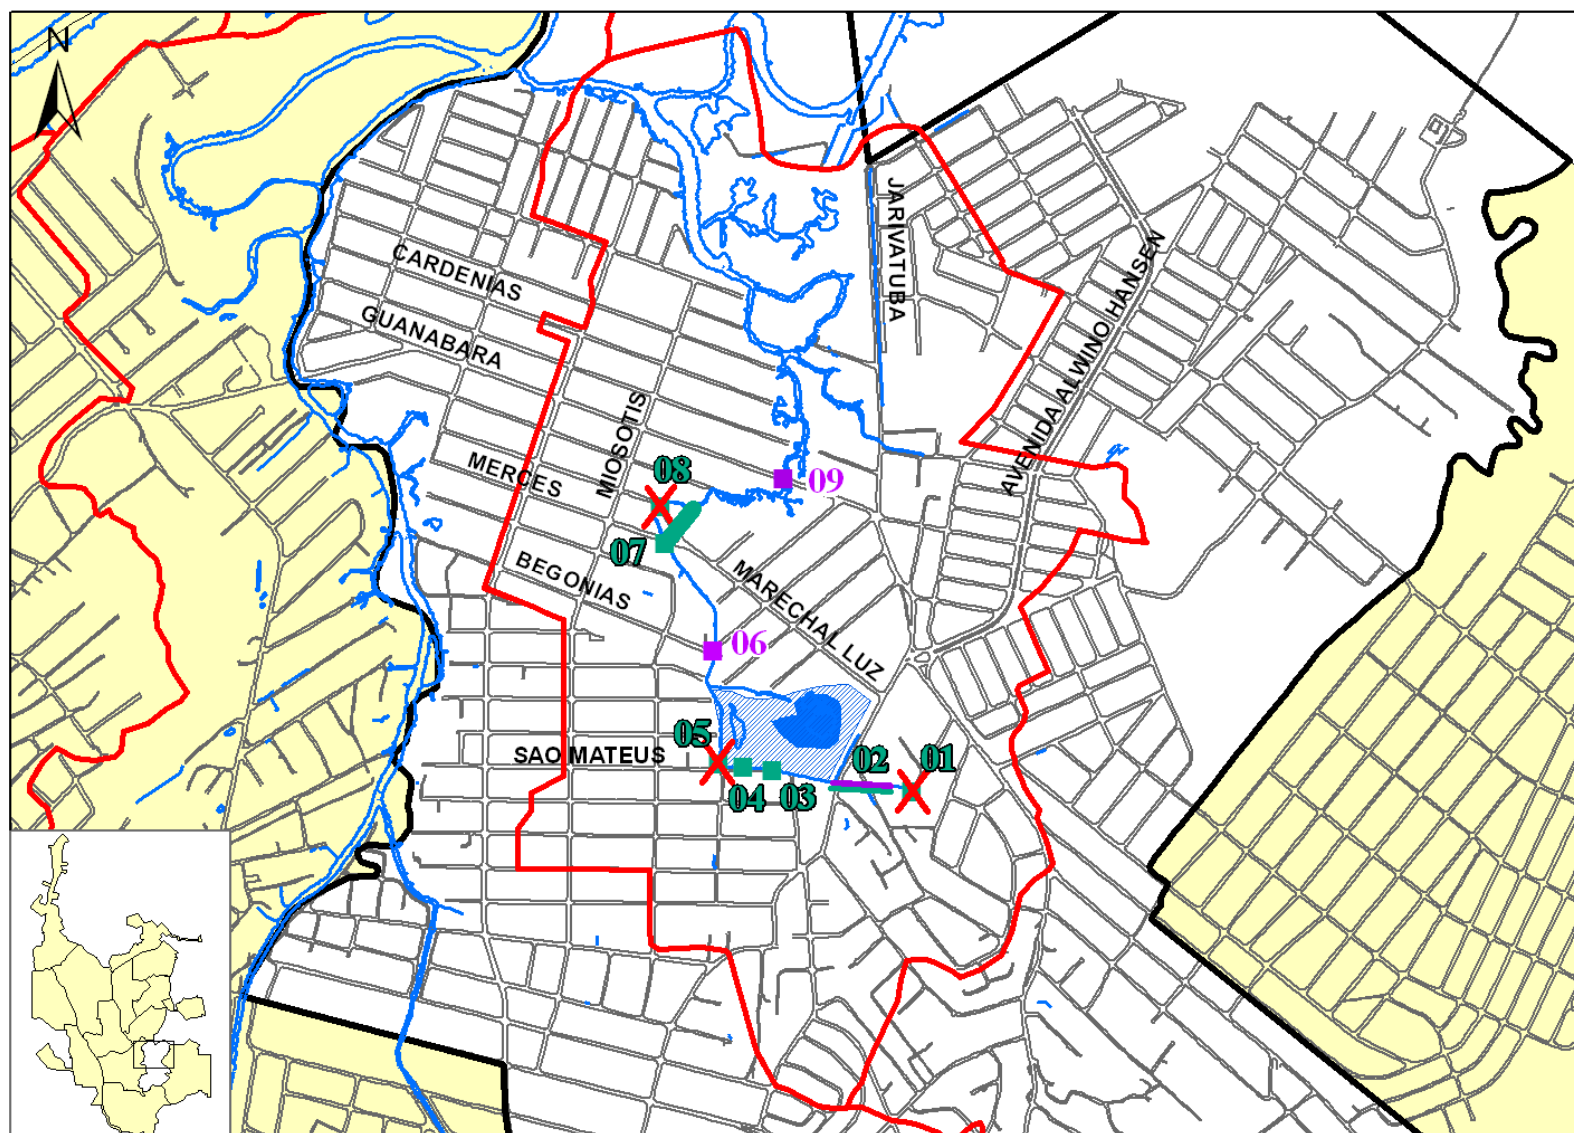 N
JARIVATUBA
CARDENIAS
AVENIDA ALWINO HANSEN
GUANABARA
MIOSOTIS
MERCES
08
09
07
BEGONIAS
MARECHAL LUZ
06
05
SAO MATEUS
02
01
04
03